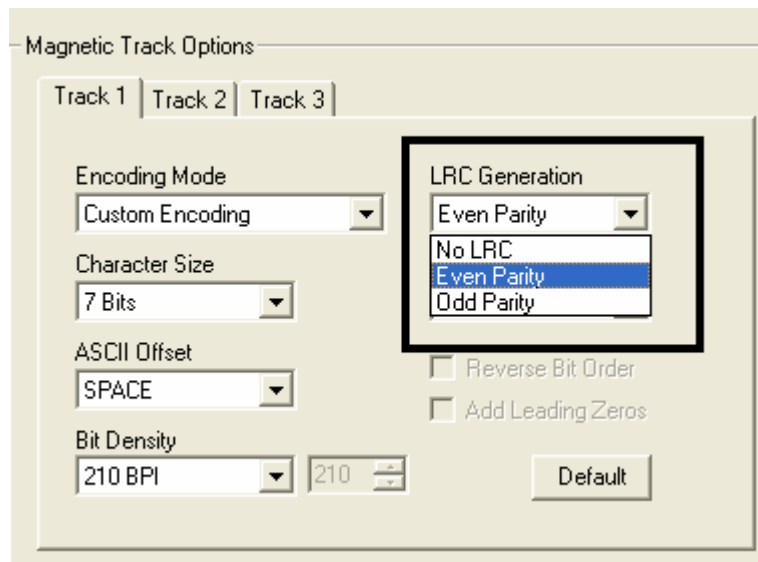 Magnetic Track Options
Track 1 Track 2 Track 3
Encoding Mode
Custom Encoding
Character Size
7 Bits
ASCII Offset
SPACE
Bit Density
210 BPI 210
LRC Generation
Even Parity
No LRC
Even Parity
Odd Parity
Reverse Bit Order
Add Leading Zeros
Default